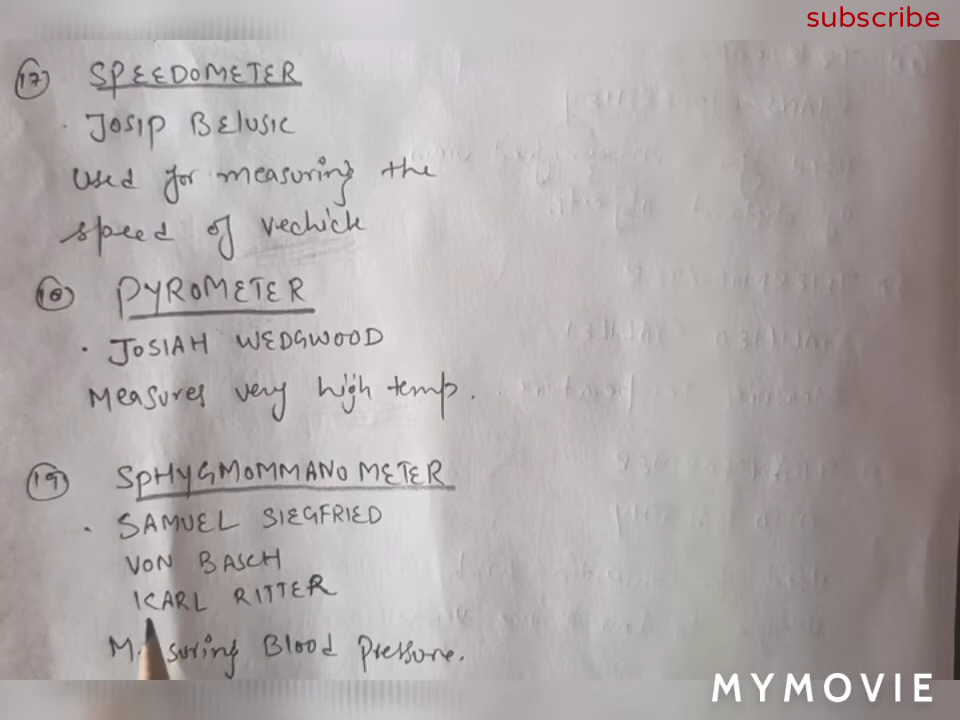 subscribe
17 SPEEDOMETER
. JOSIP BElUSIC
Used for measuring the
speed of vechicle
18 PYROMETER
. JOSIAH WEDGWOOD
Measures very high temp.
19 SPHYGMOMMANOMETER
. SAMUEL SIEGFRIED
VON BASCH
KARL RITTER
Blood Pressure.
MYMOVIE